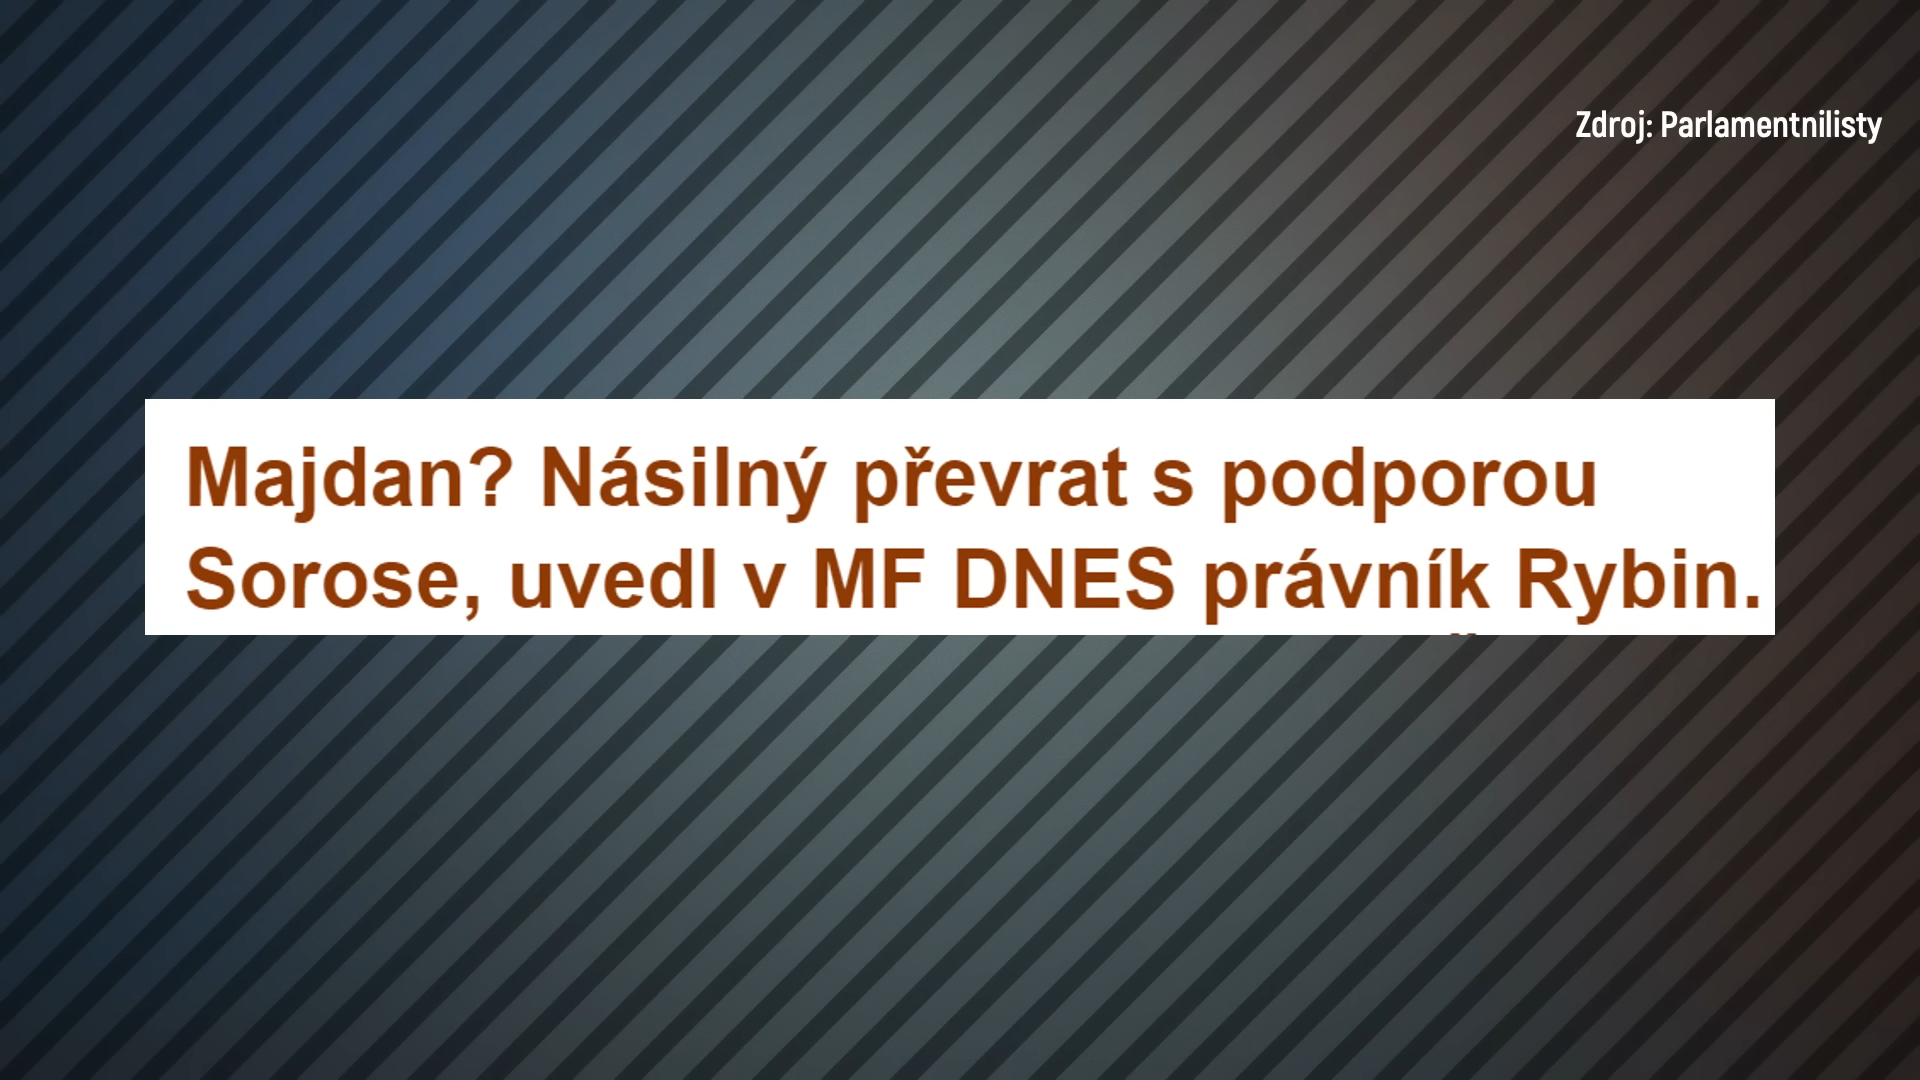 Zdroj: Parlamentnilisty
Majdan? Násilný převrat s podporou
Sorose, uvedl v MF DNES právník Rybin.